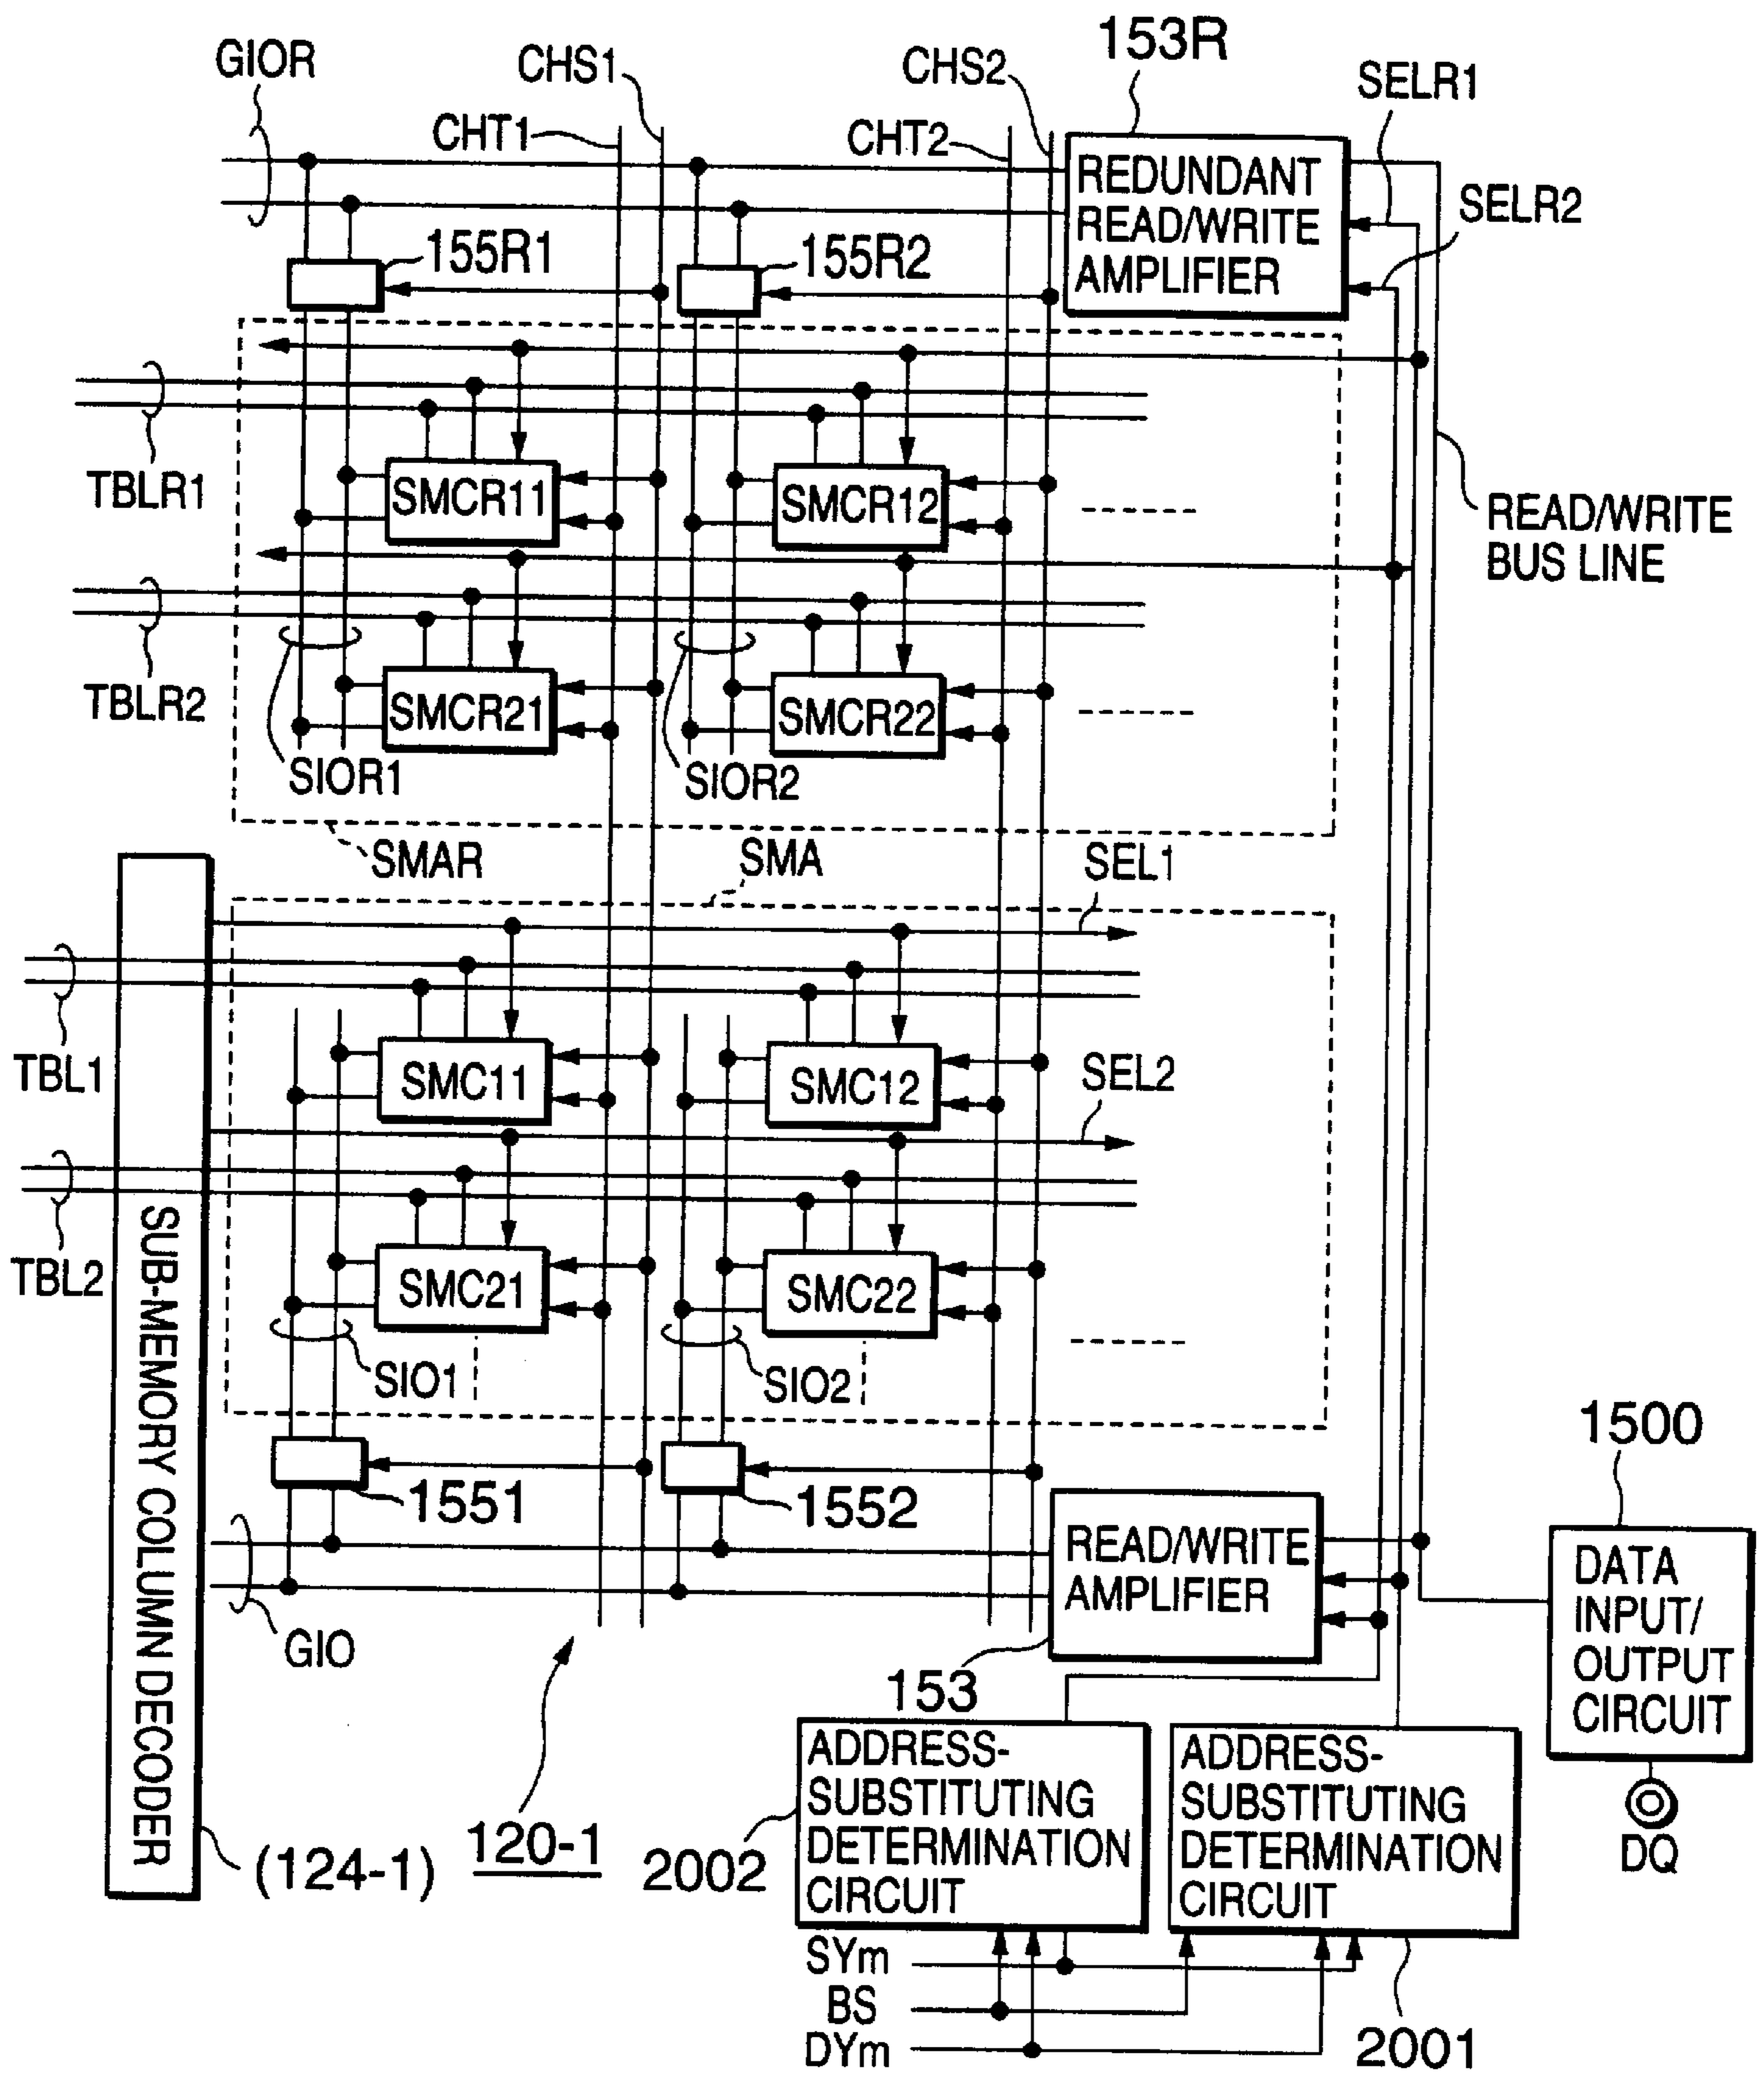 153R
GIOR
CHS1
CHS2
SELR1
CHT1
CHT2
REDUNDANT
READ/WRITE
AMPLIFIER
SELR2
155R1
155R2
TBLR1
SMCR11
SMCR12
READ/WRITE
BUS LINE
TBLR2
SMCR21
SMCR22
SIOR1
SIOR2
SMAR
SMA
SEL1
TBL1
SMC11
SMC12
SEL2
TBL2
SMC21
SMC22
SIO1
SIO2
SUB-MEMORY COLUMN DECODER
1500
1551
1552
READ/WRITE
AMPLIFIER
DATA
INPUT/
OUTPUT
CIRCUIT
GIO
153
ADDRESS-
SUBSTITUTING
DETERMINATION
CIRCUIT
ADDRESS-
SUBSTITUTING
DETERMINATION
CIRCUIT
DQ
(124-1)
120-1
2002
SYm
BS
DYm
2001